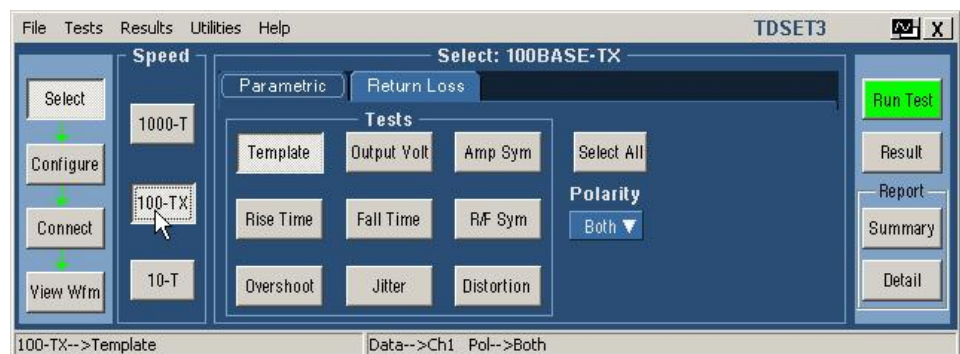 File Tests Results Utilities Help TDSET3 X
Speed
Select: 100BASE-TX
Select
Configure
Connect
View Wfm
1000-T
100-TX
10-T
Parametric Return Loss
Tests
Template Output Volt Amp Sym
Rise Time Fall Time R/F Sym
Overshoot Jitter Distortion
Select All
Polarity
Both
Run Test
Result
Report
Summary
Detail
100-TX-->Template Data-->Ch1 Pol-->Both